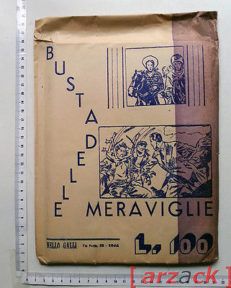 BUSTA DELLE
MERAVIGLIE
NELLO GALLI
L. 100
[arzack]